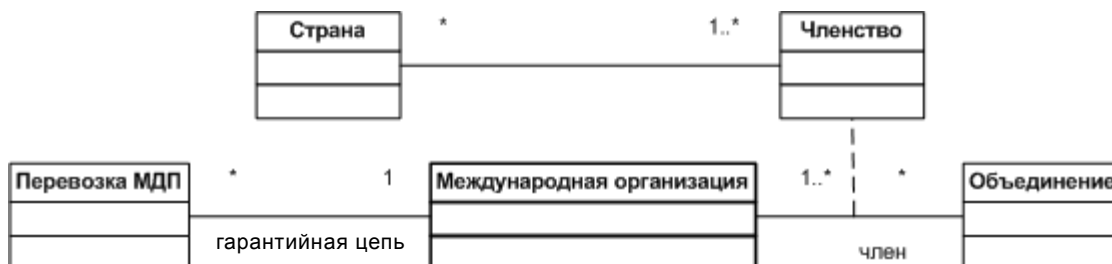 Страна * 1..* Членство
Перевозка МДП * 1 Международная организация 1..* * Объединение
гарантийная цепь член